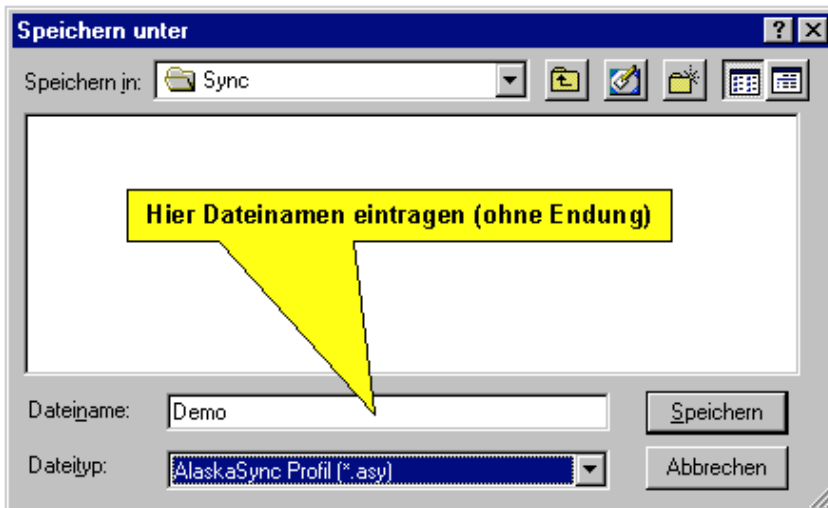 Speichern unter
Speichern in: Sync
Hier Dateinamen eintragen (ohne Endung)
Dateiname: Demo Speichern
Dateityp: AlaskaSync Profil (*.asy) Abbrechen